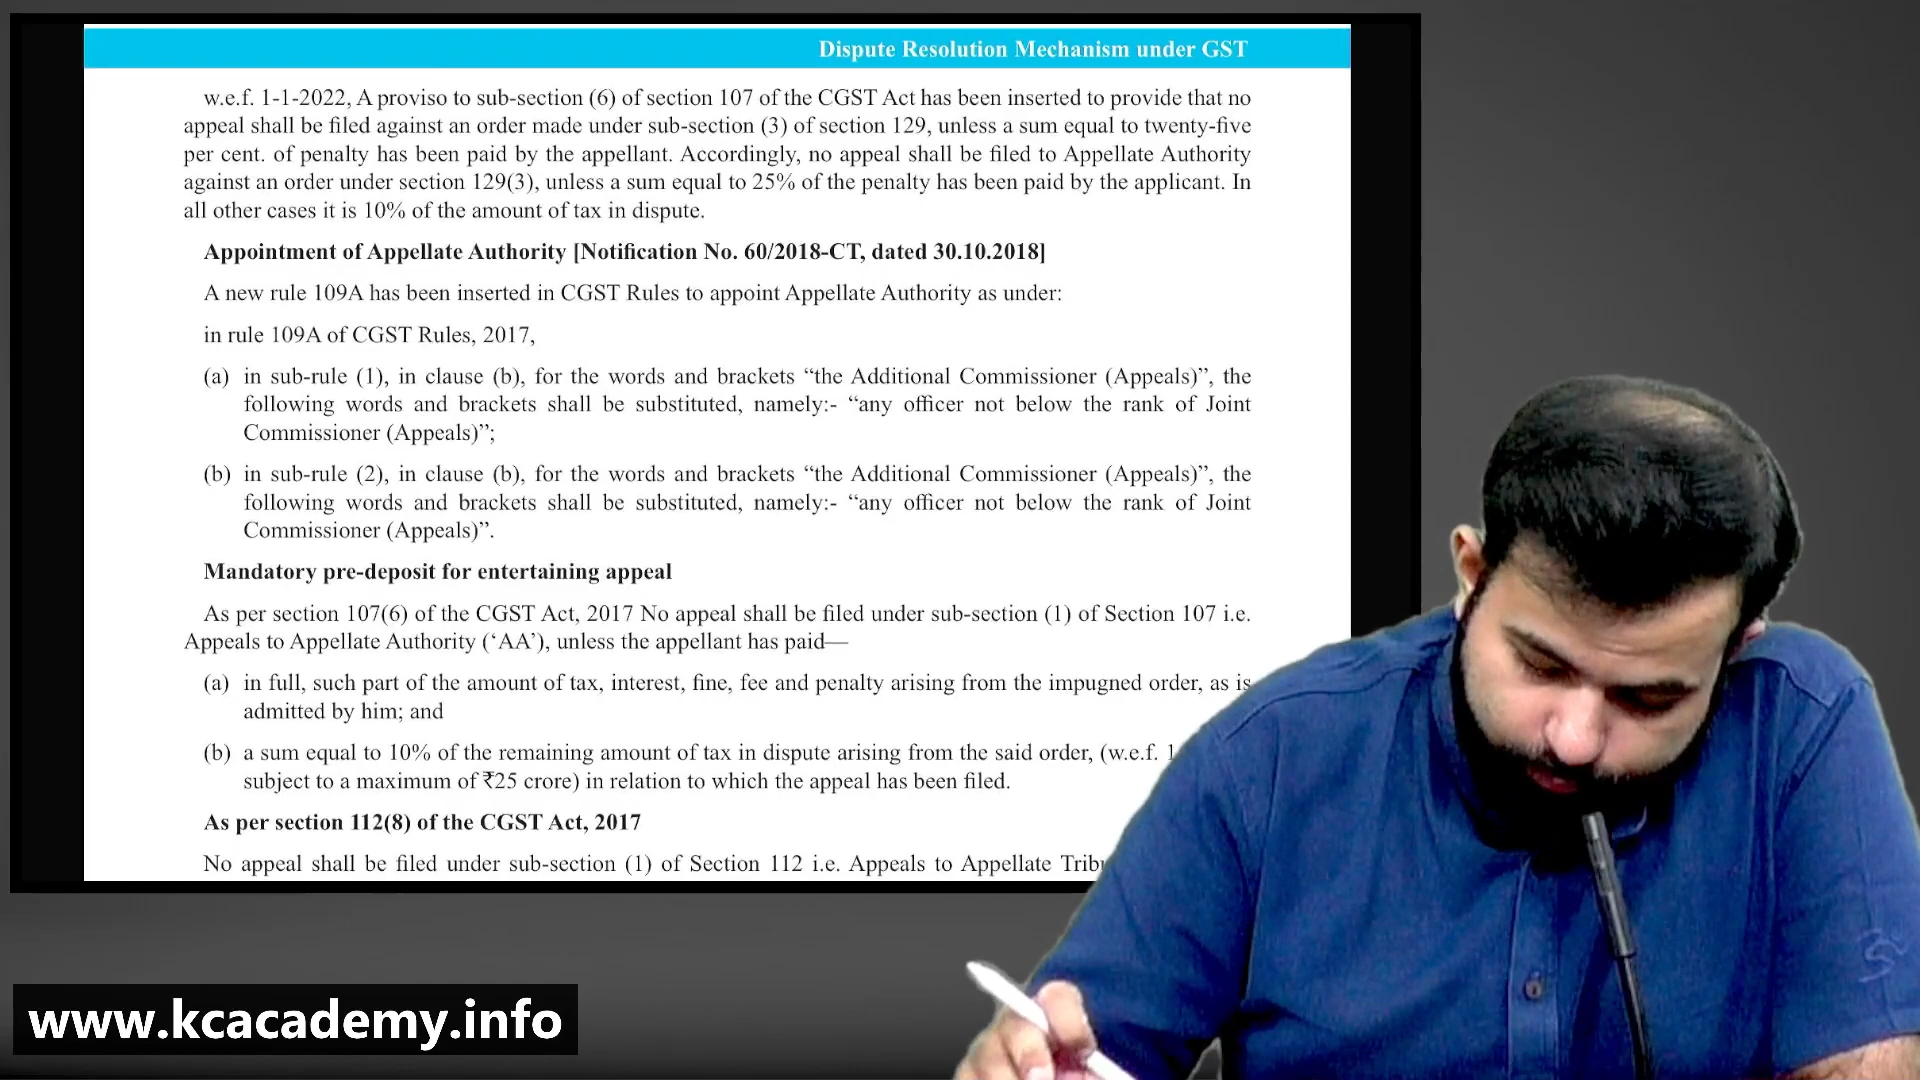 Dispute Resolution Mechanism under GST
w.e.f. 1-1-2022, A proviso to sub-section (6) of section 107 of the CGST Act has been inserted to provide that no
appeal shall be filed against an order made under sub-section (3) of section 129, unless a sum equal to twenty-five
per cent. of penalty has been paid by the appellant. Accordingly, no appeal shall be filed to Appellate Authority
against an order under section 129(3), unless a sum equal to 25% of the penalty has been paid by the applicant. In
all other cases it is 10% of the amount of tax in dispute.
Appointment of Appellate Authority [Notification No. 60/2018-CT, dated 30.10.2018]
A new rule 109A has been inserted in CGST Rules to appoint Appellate Authority as under:
in rule 109A of CGST Rules, 2017,
(a) in sub-rule (1), in clause (b), for the words and brackets “the Additional Commissioner (Appeals)”, the
following words and brackets shall be substituted, namely:- “any officer not below the rank of Joint
Commissioner (Appeals)”;
(b) in sub-rule (2), in clause (b), for the words and brackets “the Additional Commissioner (Appeals)”, the
following words and brackets shall be substituted, namely:- “any officer not below the rank of Joint
Commissioner (Appeals)”.
Mandatory pre-deposit for entertaining appeal
As per section 107(6) of the CGST Act, 2017 No appeal shall be filed under sub-section (1) of Section 107 i.e.
Appeals to Appellate Authority (‘AA’), unless the appellant has paid—
(a) in full, such part of the amount of tax, interest, fine, fee and penalty arising from the impugned order, as is
admitted by him; and
(b) a sum equal to 10% of the remaining amount of tax in dispute arising from the said order, (w.e.f.
subject to a maximum of ₹25 crore) in relation to which the appeal has been filed.
As per section 112(8) of the CGST Act, 2017
No appeal shall be filed under sub-section (1) of Section 112 i.e. Appeals to Appellate
www.kcacademy.info